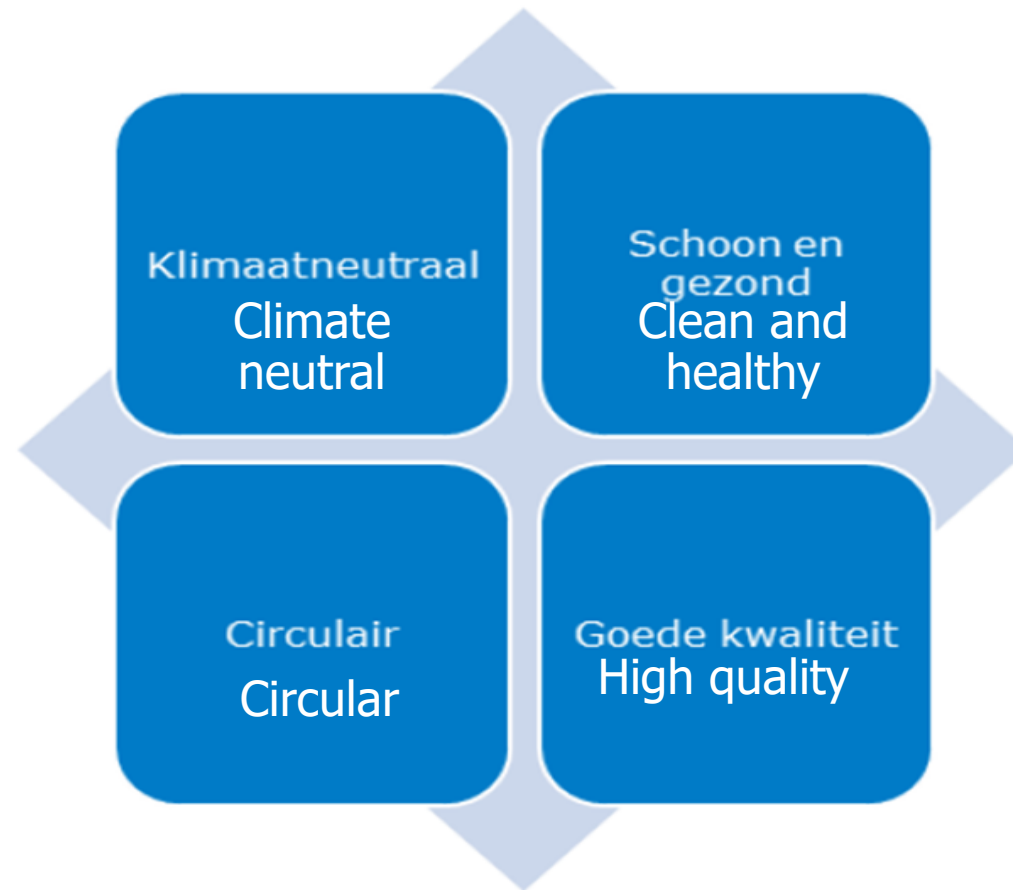 Klimaatneutraal
Climate
neutral
Schoon en
gezond
Clean and
healthy
Circulair
Circular
Goede kwaliteit
High quality